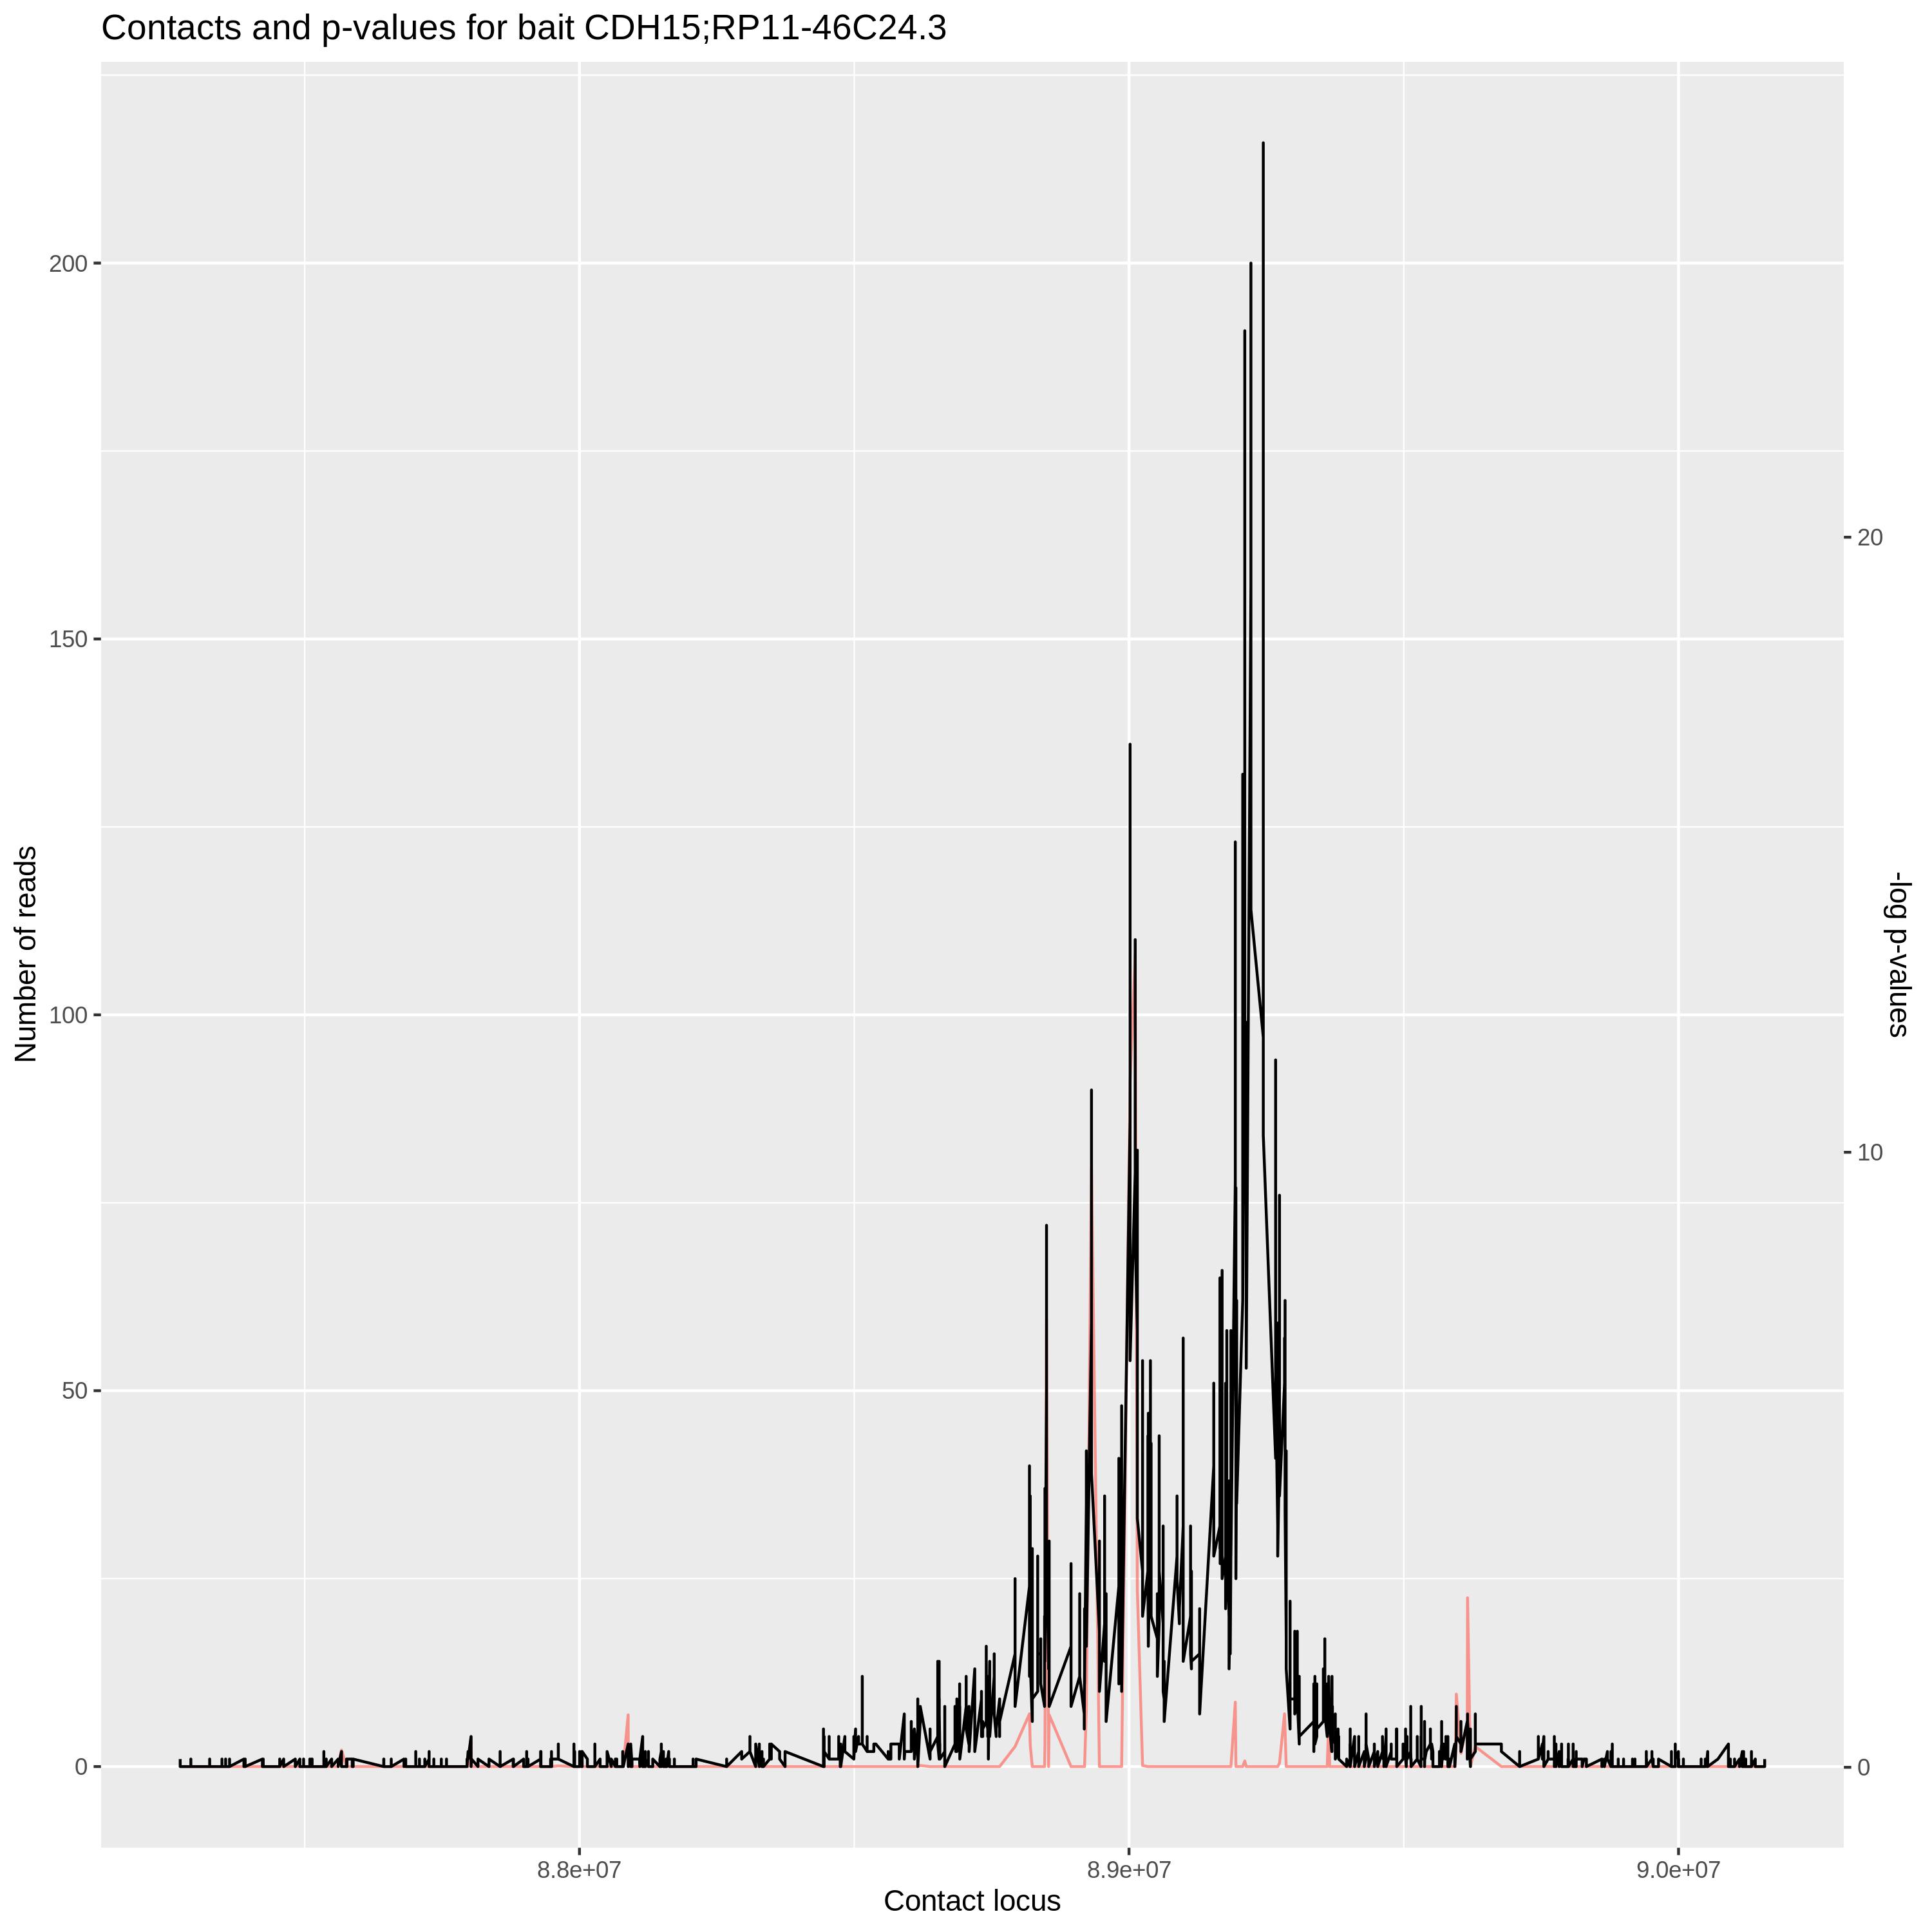 Contacts and p-values for bait CDH15;RP11-46C24.3
Number of reads
200
150
100
50
0
20
10
0
-log p-values
8.8e+07
8.9e+07
9.0e+07
Contact locus